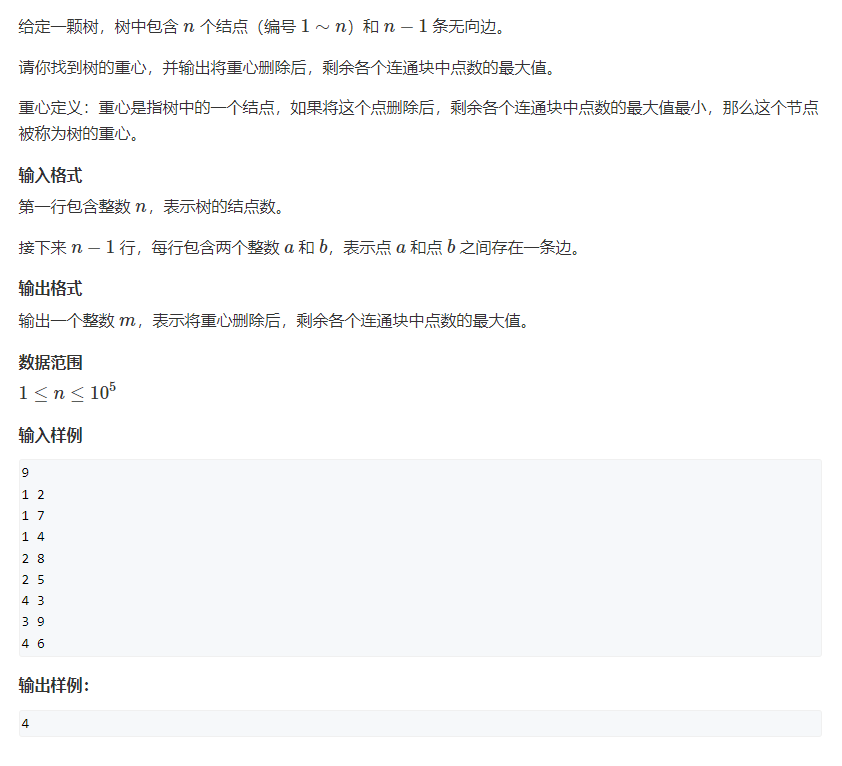 给定一颗树，树中包含 n 个结点（编号 1 ∼ n）和 n − 1 条无向边。
请你找到树的重心，并输出将重心删除后，剩余各个连通块中点数的最大值。
重心定义：重心是指树中的一个结点，如果将这个点删除后，剩余各个连通块中点数的最大值最小，那么这个节点
被称为树的重心。
输入格式
第一行包含整数 n，表示树的结点数。
接下来 n − 1 行，每行包含两个整数 a 和 b，表示点 a 和点 b 之间存在一条边。
输出格式
输出一个整数 m，表示将重心删除后，剩余各个连通块中点数的最大值。
数据范围
1 ≤ n ≤ 10⁵
输入样例
9
1 2
1 7
1 4
2 8
2 5
4 3
3 9
4 6
输出样例：
4